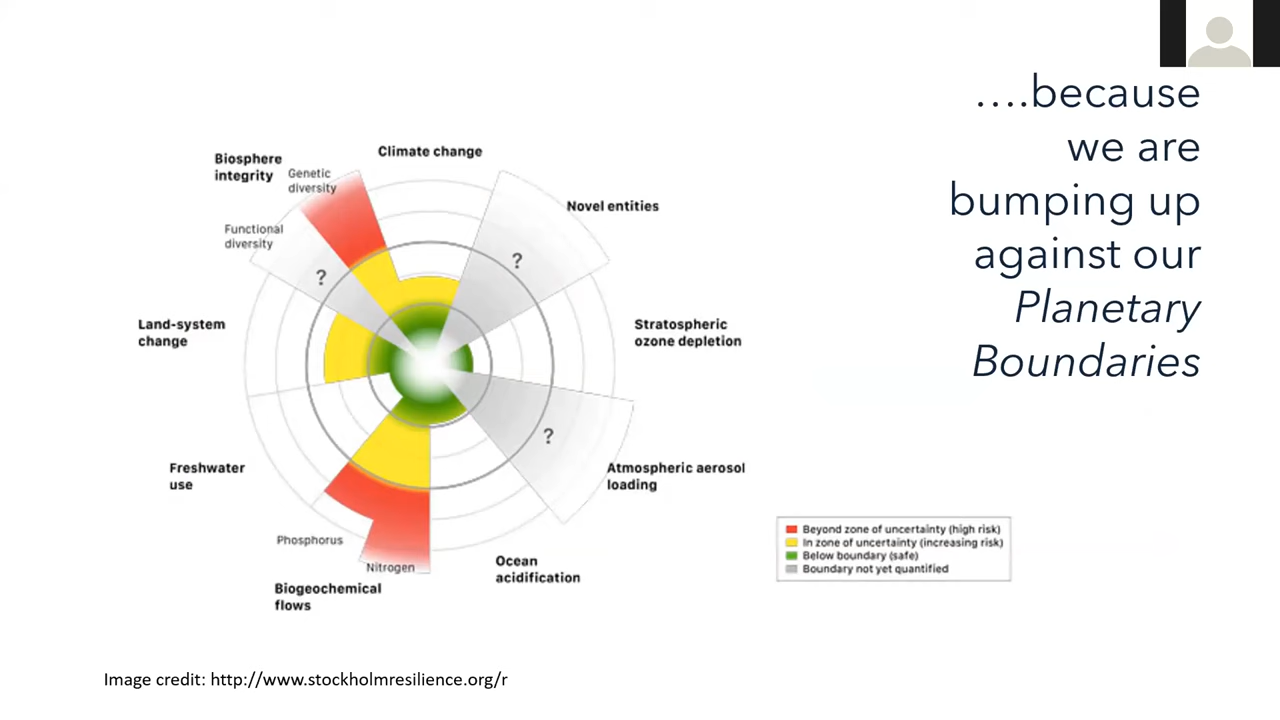 ….because
we are
bumping up
against our
Planetary
Boundaries
Climate change
Biosphere
integrity
Genetic
diversity
Novel entities
Functional
diversity
?
?
Land-system
change
Stratospheric
ozone depletion
?
Freshwater
use
Atmospheric aerosol
loading
Phosphorus
Nitrogen
Biogeochemical
flows
Ocean
acidification
Beyond zone of uncertainty (high risk)
In zone of uncertainty (increasing risk)
Below boundary (safe)
Boundary not yet quantified
Image credit: http://www.stockholmresilience.org/r